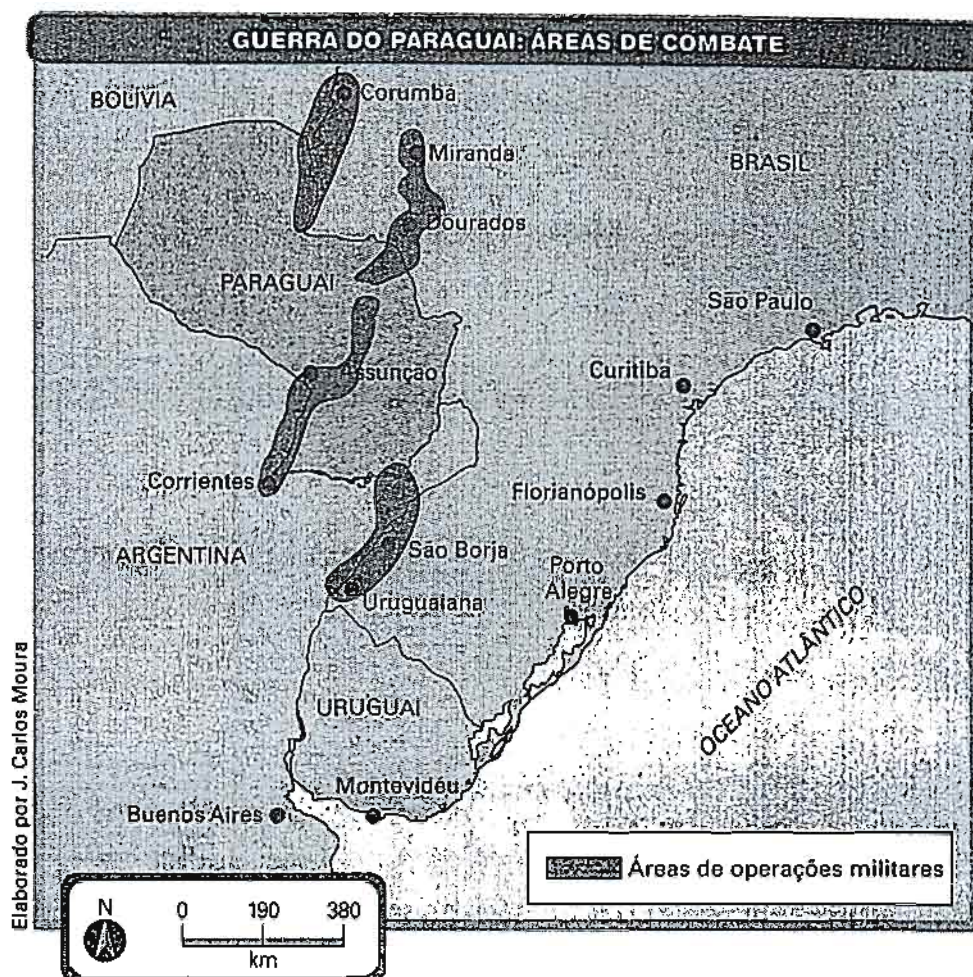 GUERRA DO PARAGUAI: ÁREAS DE COMBATE
BOLÍVIA
Corumbá
Miranda
BRASIL
Dourados
PARAGUAI
São Paulo
Assunção
Curitiba
Corrientes
Florianópolis
ARGENTINA
São Borja
Porto
Alegre
Uruguaiana
OCEANO ATLÂNTICO
URUGUAI
Montevidéu
Buenos Aires
Áreas de operações militares
N
0 190 380
km
Elaborado por J. Carlos Moura